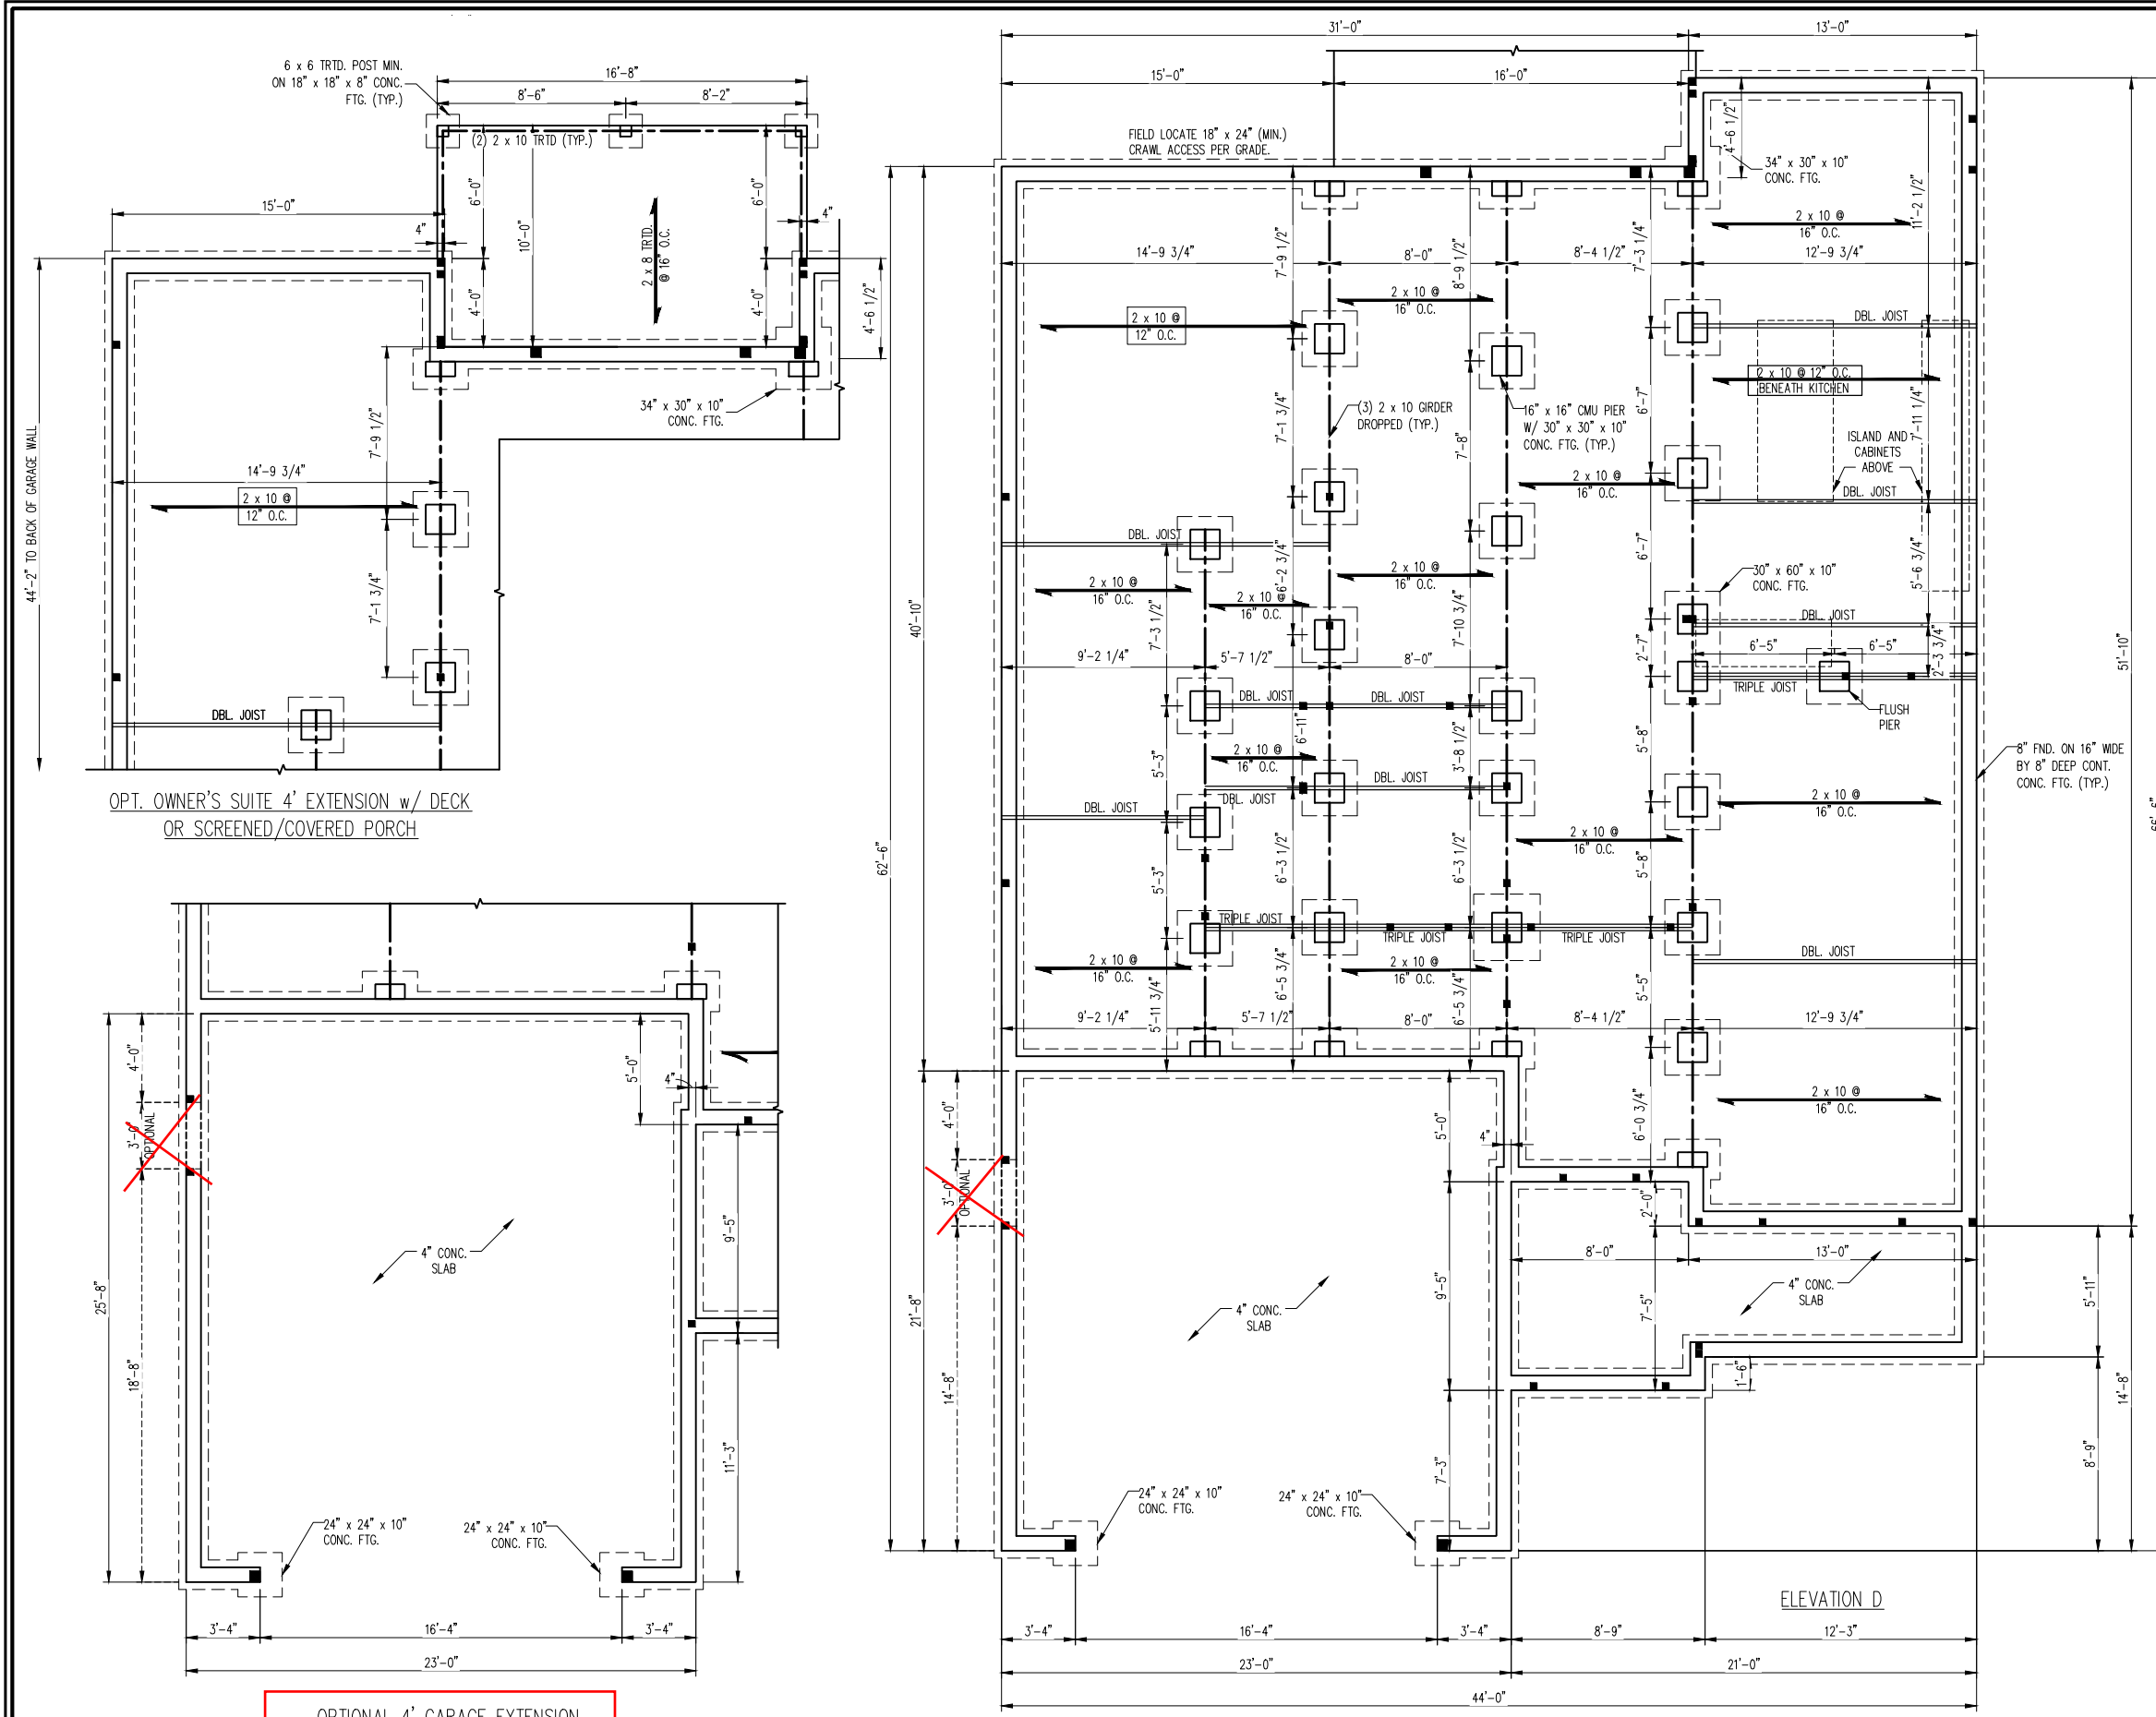 6 x 6 TRTD. POST MIN.
ON 18" x 18" x 8" CONC.
FTG. (TYP.)
16'-8"
8'-6"
8'-2"
(2) 2 x 10 TRTD (TYP.)
6'-0"
10'-0"
6'-0"
15'-0"
4"
4"
2 x 8 TRTD.
@ 16" O.C.
4'-0"
4'-0"
4'-6 1/2"
34" x 30" x 10"
CONC. FTG.
7'-9 1/2"
14'-9 3/4"
2 x 10 @
12" O.C.
7'-1 3/4"
44'-2" TO BACK OF GARAGE WALL
DBL. JOIST
OPT. OWNER'S SUITE 4' EXTENSION w/ DECK
OR SCREENED/COVERED PORCH
4'-0"
3'-0"
OPTIONAL
18'-8"
25'-8"
5'-0"
4"
9'-5"
11'-3"
4" CONC.
SLAB
24" x 24" x 10"
CONC. FTG.
24" x 24" x 10"
CONC. FTG.
3'-4"
16'-4"
3'-4"
23'-0"
OPTIONAL 4' GARAGE EXTENSION
31'-0"
13'-0"
15'-0"
16'-0"
FIELD LOCATE 18" x 24" (MIN.)
CRAWL ACCESS PER GRADE.
4'-6 1/2"
34" x 30" x 10"
CONC. FTG.
11'-2 1/2"
2 x 10 @
16" O.C.
7'-9 1/2"
8'-9 1/2"
7'-3 1/4"
14'-9 3/4"
8'-0"
8'-4 1/2"
12'-9 3/4"
2 x 10 @
16" O.C.
2 x 10 @
12" O.C.
DBL. JOIST
2 x 10 @ 12" O.C.
BENEATH KITCHEN
7'-1 3/4"
(3) 2 x 10 GIRDER
DROPPED (TYP.)
7'-8"
16" x 16" CMU PIER
W/ 30" x 30" x 10"
CONC. FTG. (TYP.)
6'-7"
7'-11 1/4"
ISLAND AND
CABINETS
ABOVE
2 x 10 @
16" O.C.
DBL. JOIST
DBL. JOIST
6'-2 3/4"
6'-7"
5'-6 3/4"
2 x 10 @
16" O.C.
2 x 10 @
16" O.C.
2 x 10 @
16" O.C.
30" x 60" x 10"
CONC. FTG.
40'-10"
7'-3 1/2"
7'-10 3/4"
DBL. JOIST
2'-7"
6'-5"
6'-5"
2'-3 3/4"
51'-10"
9'-2 1/4"
5'-7 1/2"
8'-0"
TRIPLE JOIST
DBL. JOIST
DBL. JOIST
FLUSH
PIER
6'-11"
3'-8 1/2"
5'-8"
8" FND. ON 16" WIDE
BY 8" DEEP CONT.
CONC. FTG. (TYP.)
5'-3"
2 x 10 @
16" O.C.
DBL. JOIST
DBL. JOIST
DBL. JOIST
2 x 10 @
16" O.C.
66'-6"
62'-6"
2 x 10 @
16" O.C.
5'-3"
6'-3 1/2"
6'-3 1/2"
5'-8"
TRIPLE JOIST
TRIPLE JOIST
TRIPLE JOIST
DBL. JOIST
2 x 10 @
16" O.C.
2 x 10 @
16" O.C.
5'-11 3/4"
6'-5 3/4"
6'-5 3/4"
5'-5"
9'-2 1/4"
5'-7 1/2"
8'-0"
8'-4 1/2"
12'-9 3/4"
2 x 10 @
16" O.C.
6'-0 3/4"
4'-0"
3'-0"
OPTIONAL
14'-8"
21'-8"
5'-0"
4"
9'-5"
7'-3"
2'-0"
8'-0"
13'-0"
7'-5"
4" CONC.
SLAB
1'-6"
5'-11"
14'-8"
8'-9"
4" CONC.
SLAB
24" x 24" x 10"
CONC. FTG.
24" x 24" x 10"
CONC. FTG.
ELEVATION D
3'-4"
16'-4"
3'-4"
8'-9"
12'-3"
23'-0"
21'-0"
44'-0"